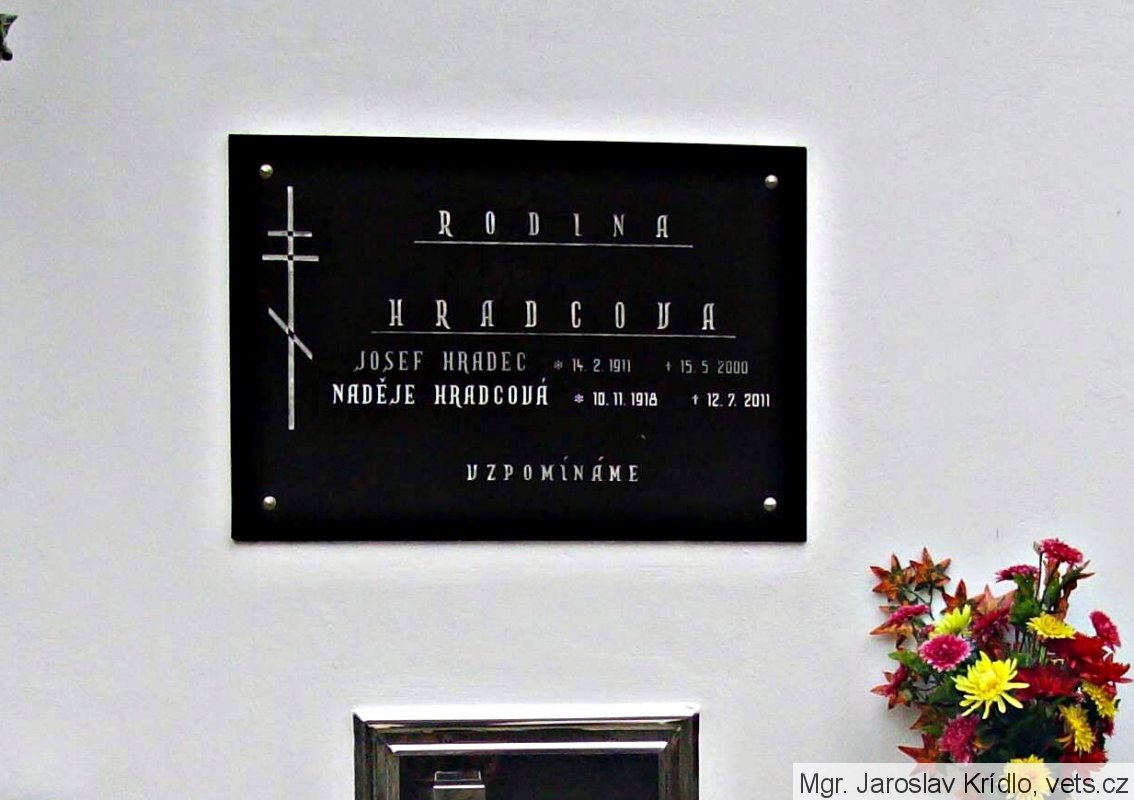 RODINA
HRADCOVA
JOSEF HRADEC * 14. 2. 1911 † 15. 5. 2000
NADĚJE HRADCOVÁ * 10. 11. 1918 † 12. 7. 2011
VZPOMÍNÁME
Mgr. Jaroslav Krídlo, vets.cz